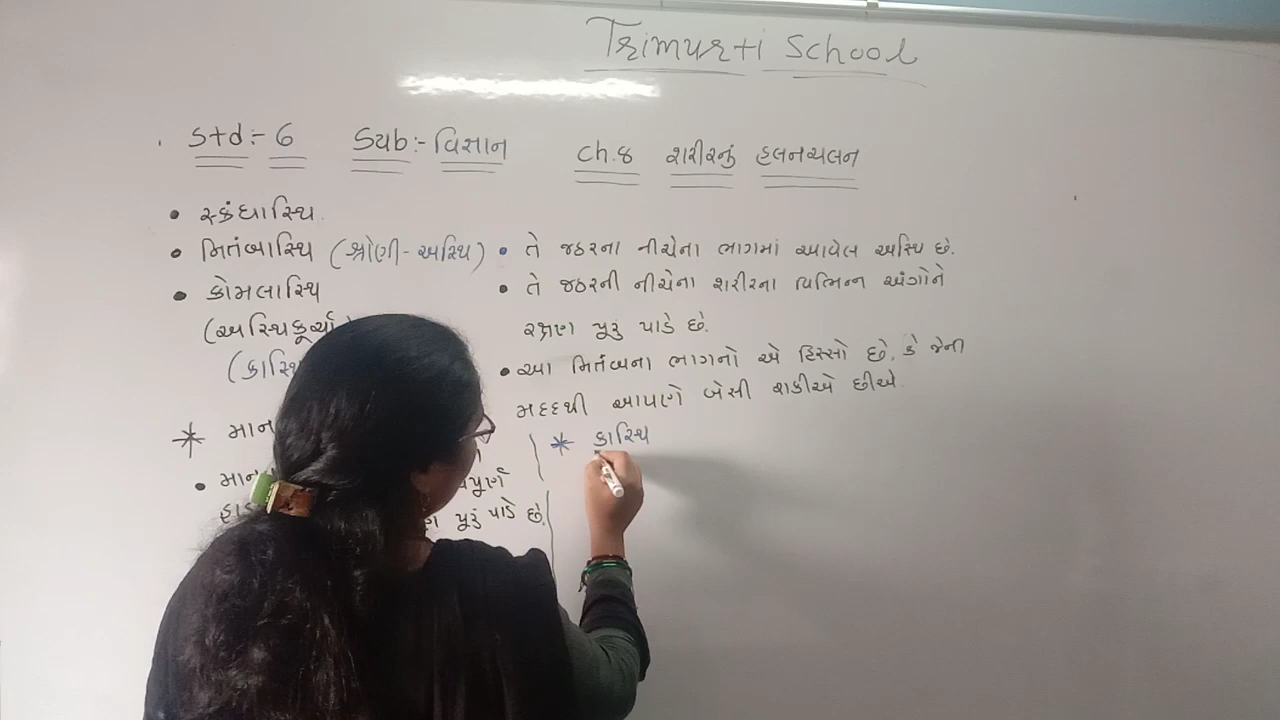 Trimurti School
Std:- 6 Sub:- વિજ્ઞાન Ch.8 શરીરનું હલનચલન
• સ્કંધાસ્થિ.
• નિતંબાસ્થિ (શ્રોણી-અસ્થિ)
• કોમલાસ્થિ
(અસ્થિકૂર્ચા
(કાસ્થિ
• તે જઠરના નીચેના ભાગમાં આવેલ અસ્થિ છે.
• તે જઠરની નીચેના શરીરના વિભિન્ન અંગોને
રક્ષણ પૂરું પાડે છે.
• આ નિતંબના ભાગનો એ હિસ્સો છે. કે જેની
મદદથી આપણે બેસી શકીએ છીએ.
* માન
•
પૂરું પાડે છે.
* કાસ્થિ